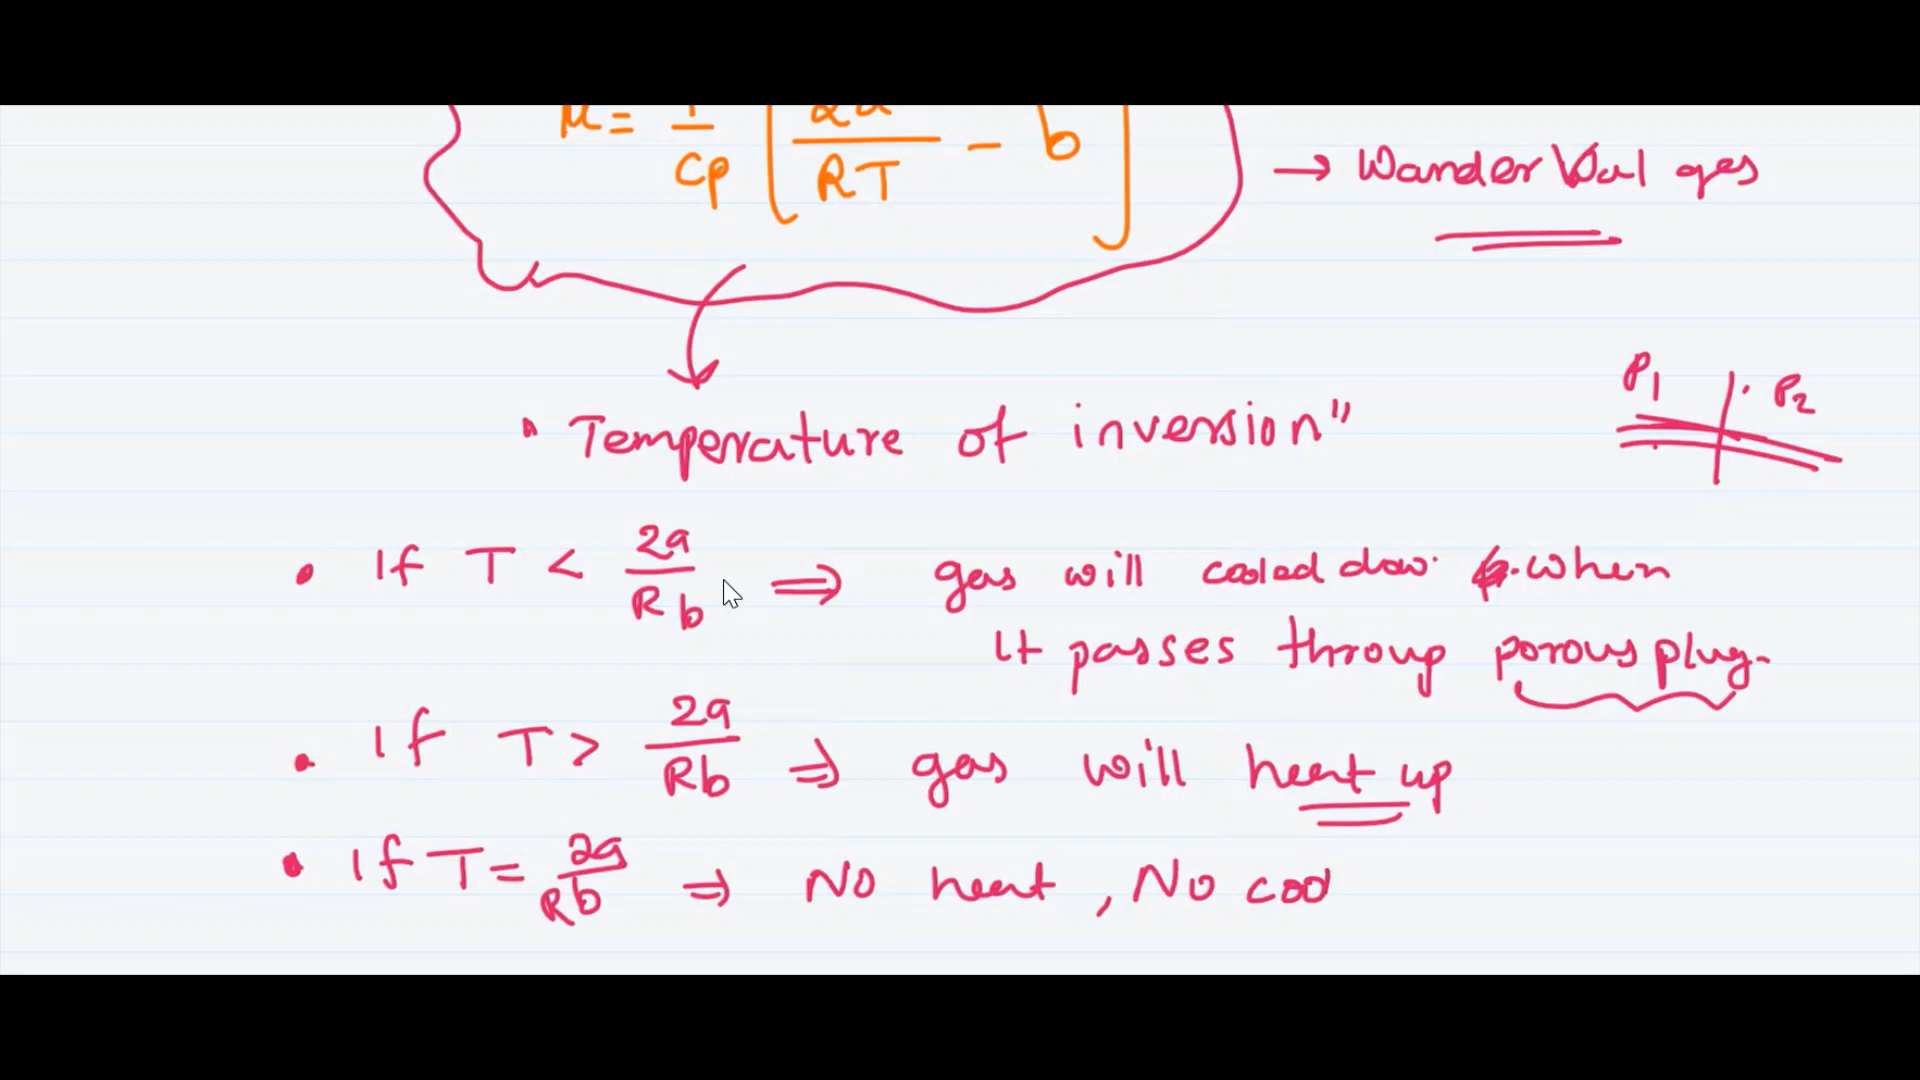 μ = 1/Cp [2a/RT - b] → Wander Val gas
P1 . P2
" Temperature of inversion"
• If T < 2a/Rb ⇒ gas will cooled dow. when
it passes throug porous plug.
• If T > 2a/Rb ⇒ gas will heat up
• If T = 2a/Rb ⇒ No heat, No cool